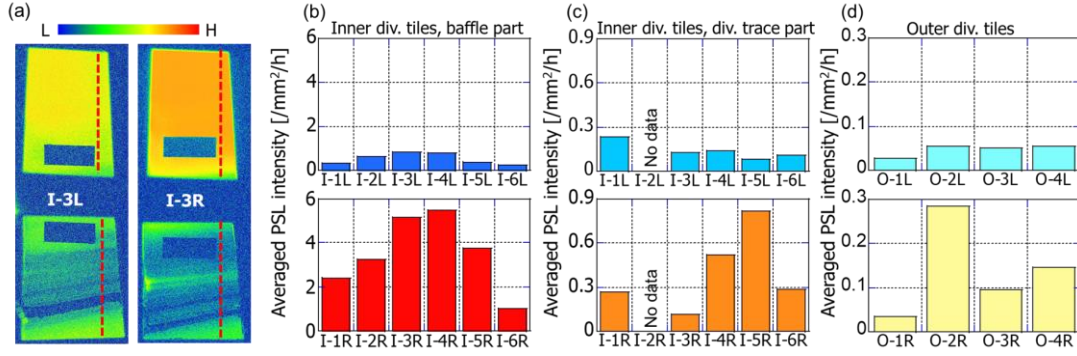 (a)
L H
I-3L I-3R
(b)
Inner div. tiles, baffle part
Averaged PSL intensity [/mm²/h]
6
4
2
0
I-1L I-2L I-3L I-4L I-5L I-6L
6
4
2
0
I-1R I-2R I-3R I-4R I-5R I-6R
(c)
Inner div. tiles, div. trace part
Averaged PSL intensity [/mm²/h]
0.9
0.6
0.3
0
No data
I-1L I-2L I-3L I-4L I-5L I-6L
0.9
0.6
0.3
0
No data
I-1R I-2R I-3R I-4R I-5R I-6R
(d)
Outer div. tiles
Averaged PSL intensity [/mm²/h]
0.3
0.2
0.1
0
O-1L O-2L O-3L O-4L
0.3
0.2
0.1
0
O-1R O-2R O-3R O-4R